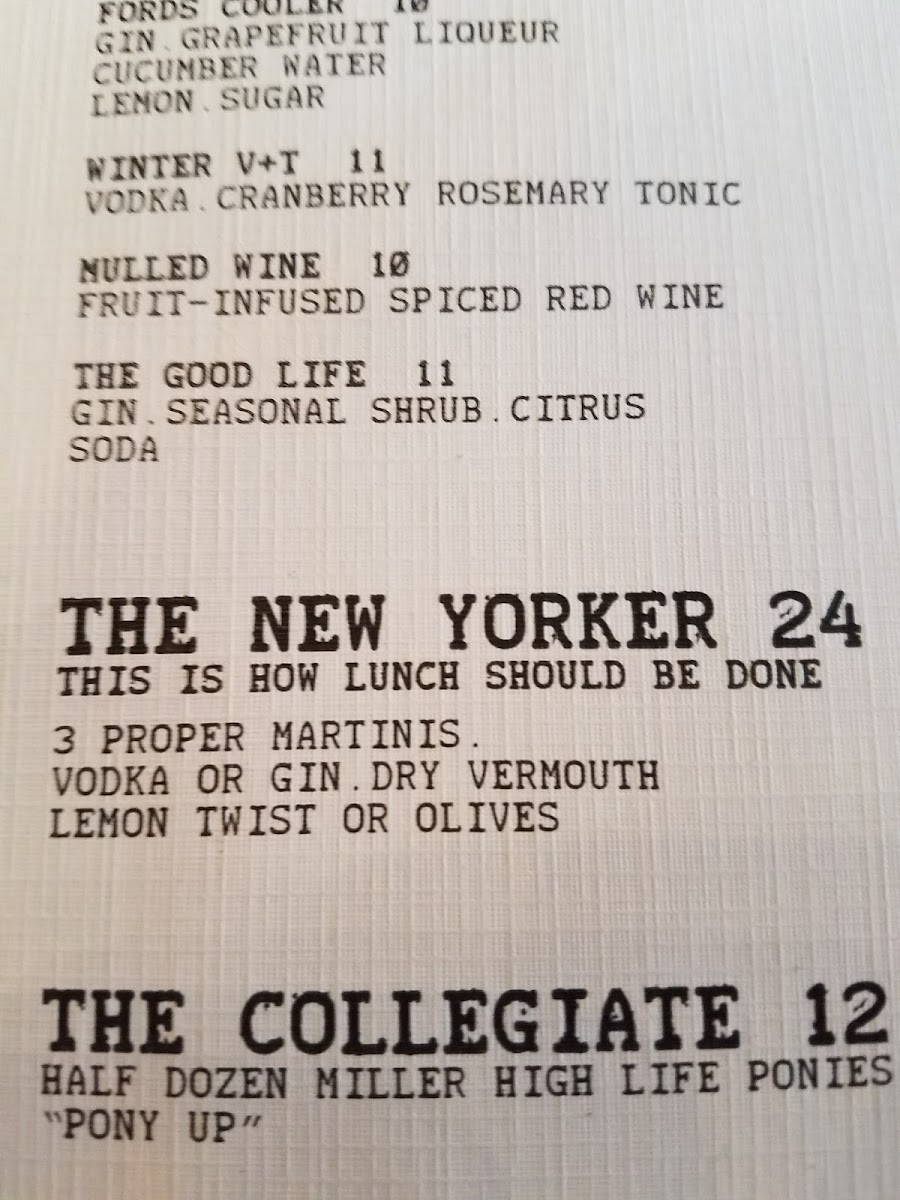 FORDS COOLER 10
GIN.GRAPEFRUIT LIQUEUR
CUCUMBER WATER
LEMON.SUGAR
WINTER V+T 11
VODKA.CRANBERRY ROSEMARY TONIC
MULLED WINE 10
FRUIT-INFUSED SPICED RED WINE
THE GOOD LIFE 11
GIN.SEASONAL SHRUB.CITRUS
SODA
THE NEW YORKER 24
THIS IS HOW LUNCH SHOULD BE DONE
3 PROPER MARTINIS.
VODKA OR GIN.DRY VERMOUTH
LEMON TWIST OR OLIVES
THE COLLEGIATE 12
HALF DOZEN MILLER HIGH LIFE PONIES
"PONY UP"